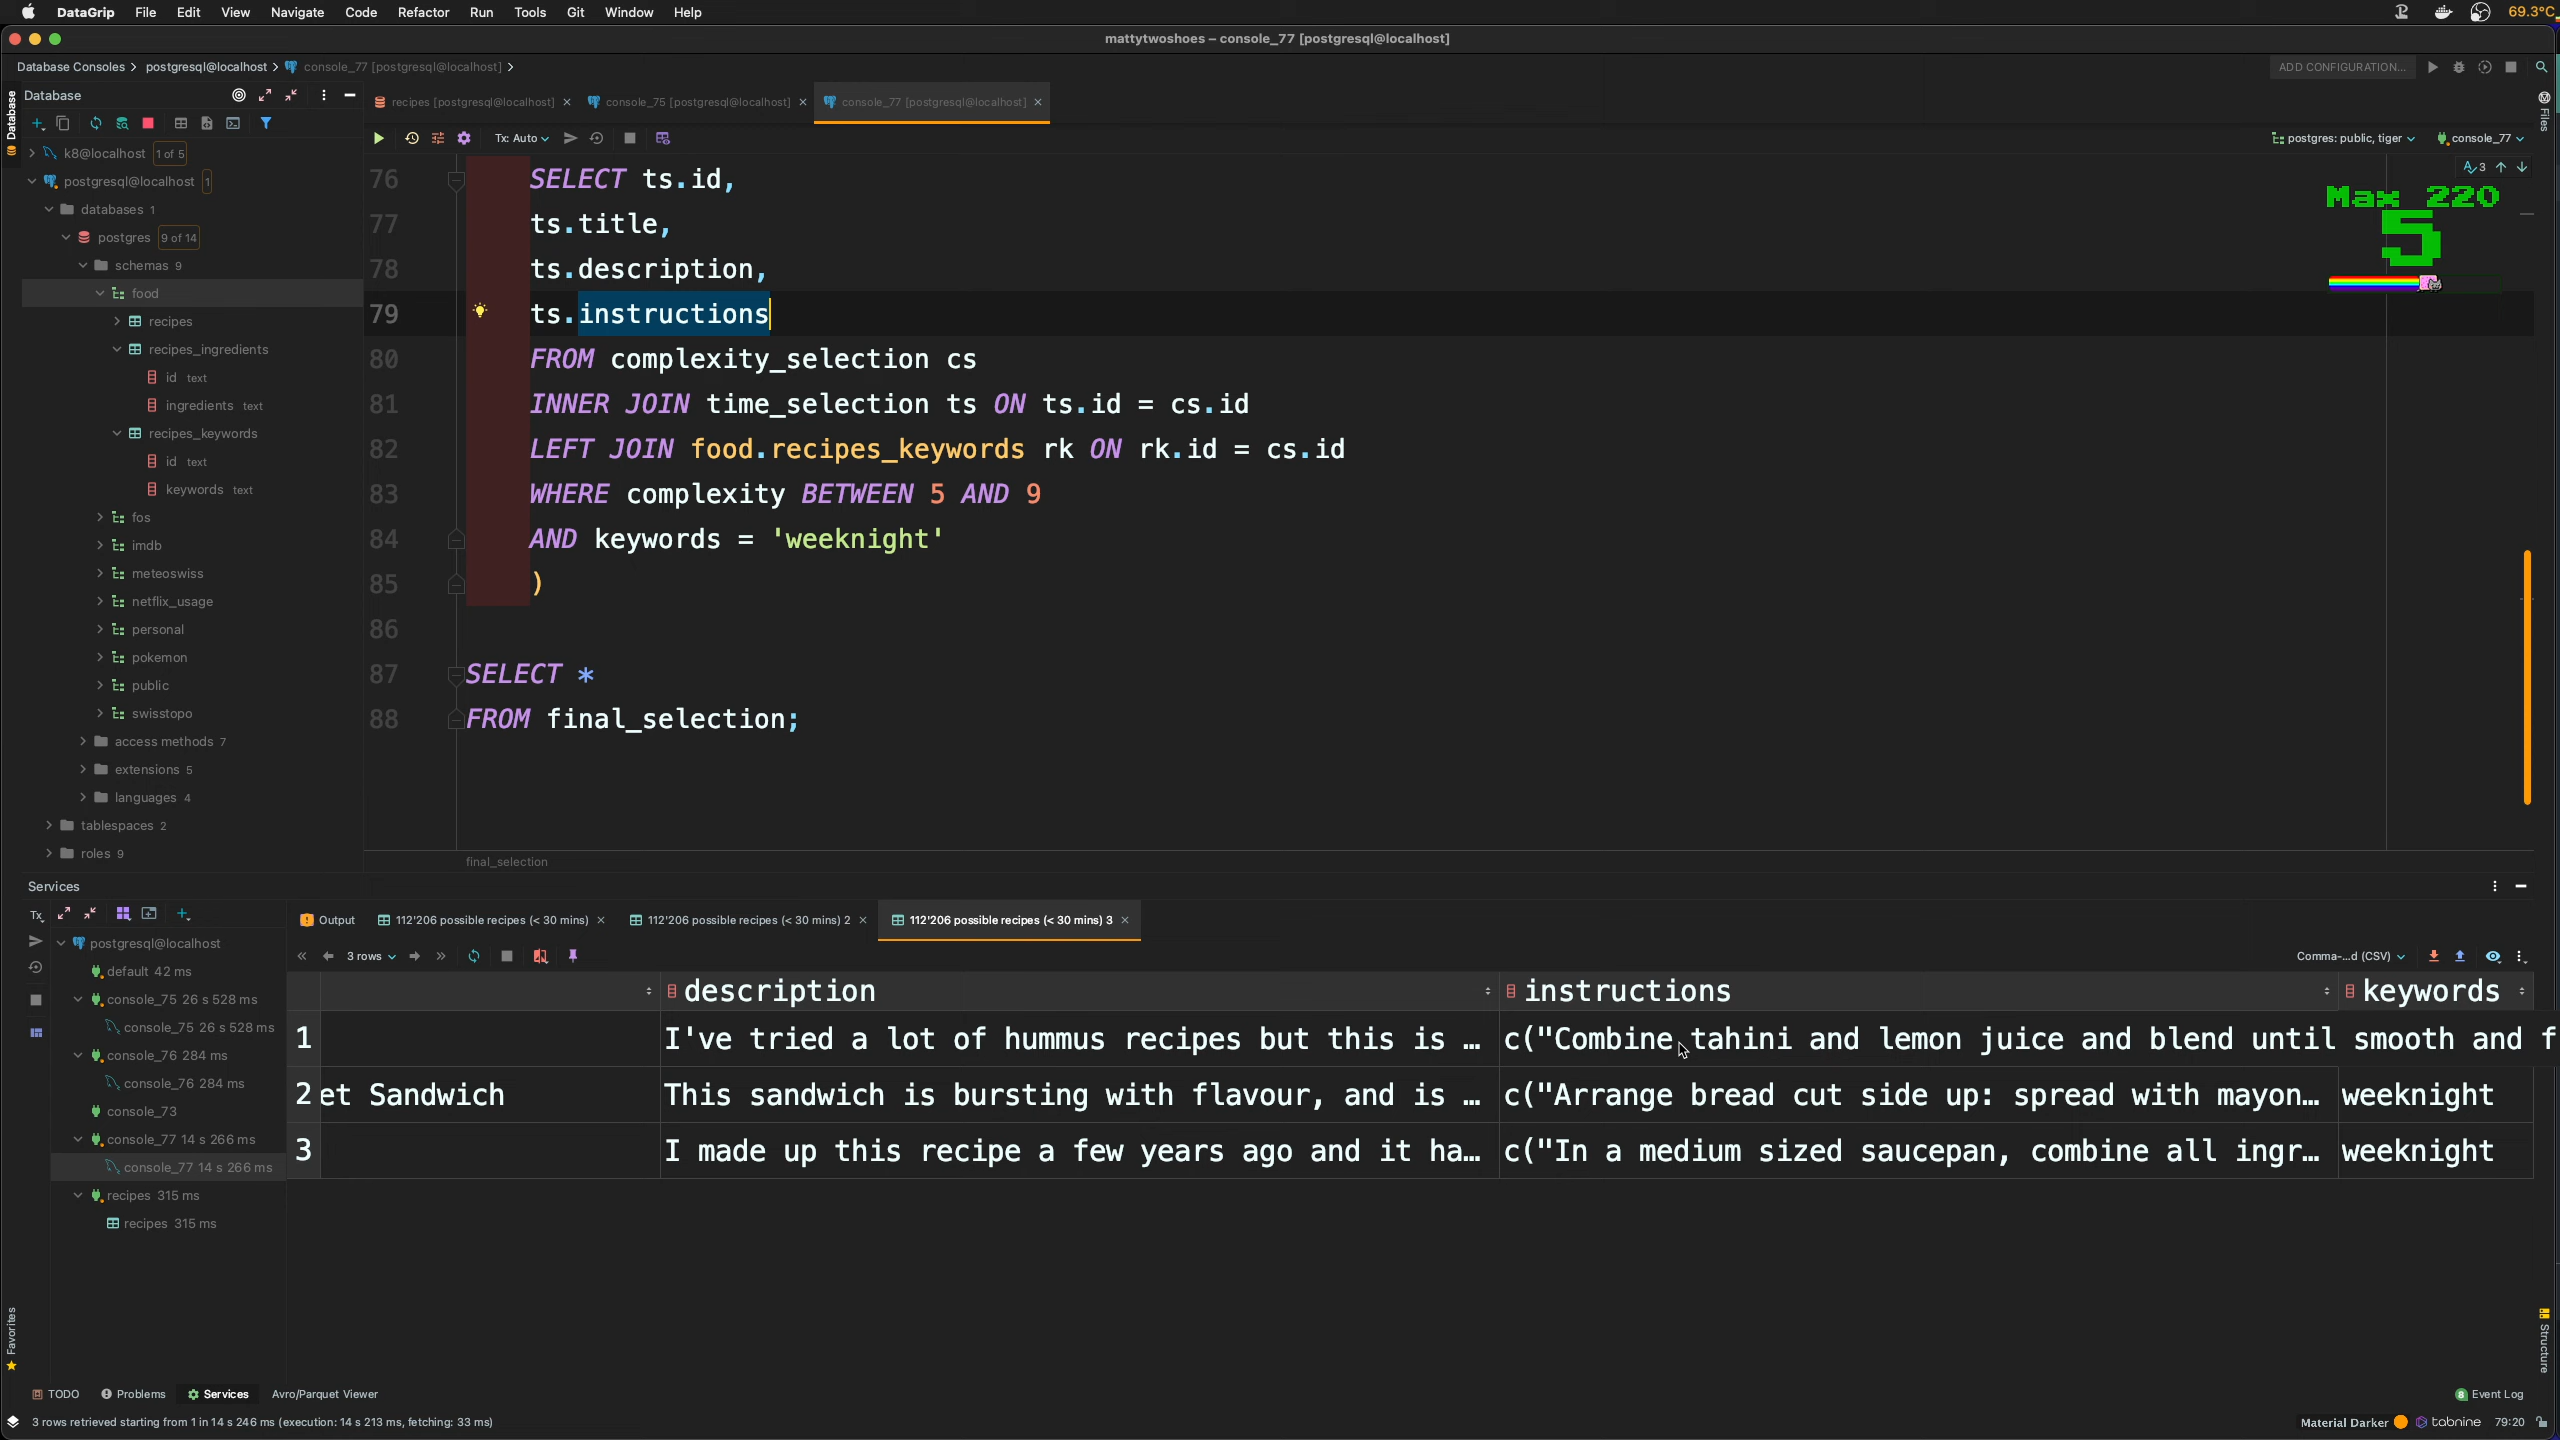 DataGrip File Edit View Navigate Code Refactor Run Tools Git Window Help
69.3°C
mattytwoshoes – console_77 [postgresql@localhost]
Database Consoles postgresql@localhost console_77 [postgresql@localhost]
ADD CONFIGURATION...
Database
Database
recipes [postgresql@localhost]
console_75 [postgresql@localhost]
console_77 [postgresql@localhost]
Files
Tx: Auto
postgres: public, tiger
console_77
3
Max 220
5
k8@localhost 1 of 5
postgresql@localhost 1
databases 1
postgres 9 of 14
schemas 9
food
recipes
recipes_ingredients
id text
ingredients text
recipes_keywords
id text
keywords text
fos
imdb
meteoswiss
netflix_usage
personal
pokemon
public
swisstopo
access methods 7
extensions 5
languages 4
tablespaces 2
roles 9
76 SELECT ts.id,
77 ts.title,
78 ts.description,
79 ts.instructions
80 FROM complexity_selection cs
81 INNER JOIN time_selection ts ON ts.id = cs.id
82 LEFT JOIN food.recipes_keywords rk ON rk.id = cs.id
83 WHERE complexity BETWEEN 5 AND 9
84 AND keywords = 'weeknight'
85 )
86
87 SELECT *
88 FROM final_selection;
final_selection
Services
Tx
Output
112'206 possible recipes (< 30 mins)
112'206 possible recipes (< 30 mins) 2
112'206 possible recipes (< 30 mins) 3
3 rows
Comma-...d (CSV)
postgresql@localhost
default 42 ms
console_75 26 s 528 ms
console_75 26 s 528 ms
console_76 284 ms
console_76 284 ms
console_73
console_77 14 s 266 ms
console_77 14 s 266 ms
recipes 315 ms
recipes 315 ms
description instructions keywords
1 I've tried a lot of hummus recipes but this is … c("Combine tahini and lemon juice and blend until smooth and f
2 et Sandwich This sandwich is bursting with flavour, and is … c("Arrange bread cut side up: spread with mayon… weeknight
3 I made up this recipe a few years ago and it ha… c("In a medium sized saucepan, combine all ingr… weeknight
Favorites
Structure
TODO Problems Services Avro/Parquet Viewer
8 Event Log
3 rows retrieved starting from 1 in 14 s 246 ms (execution: 14 s 213 ms, fetching: 33 ms)
Material Darker tabnine 79:20